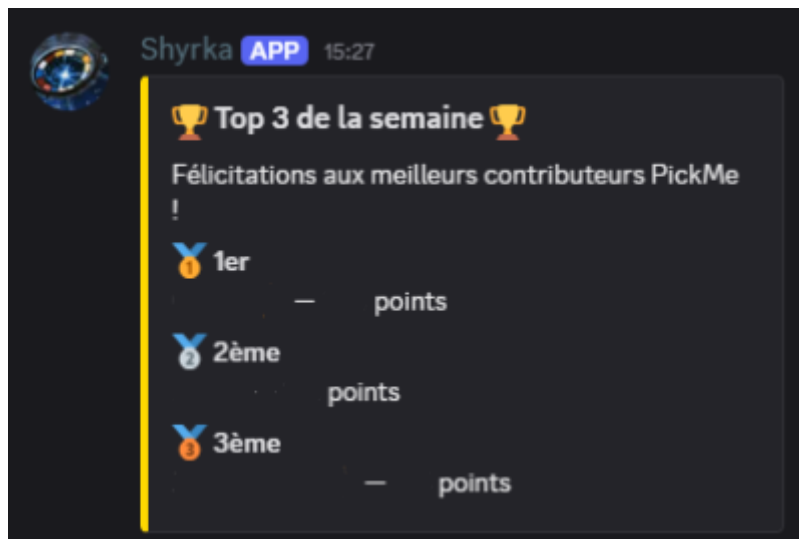 Shyrka APP 15:27
🏆 Top 3 de la semaine 🏆
Félicitations aux meilleurs contributeurs PickMe
!
🥇 1er
— points
🥈 2ème
points
🥉 3ème
— points